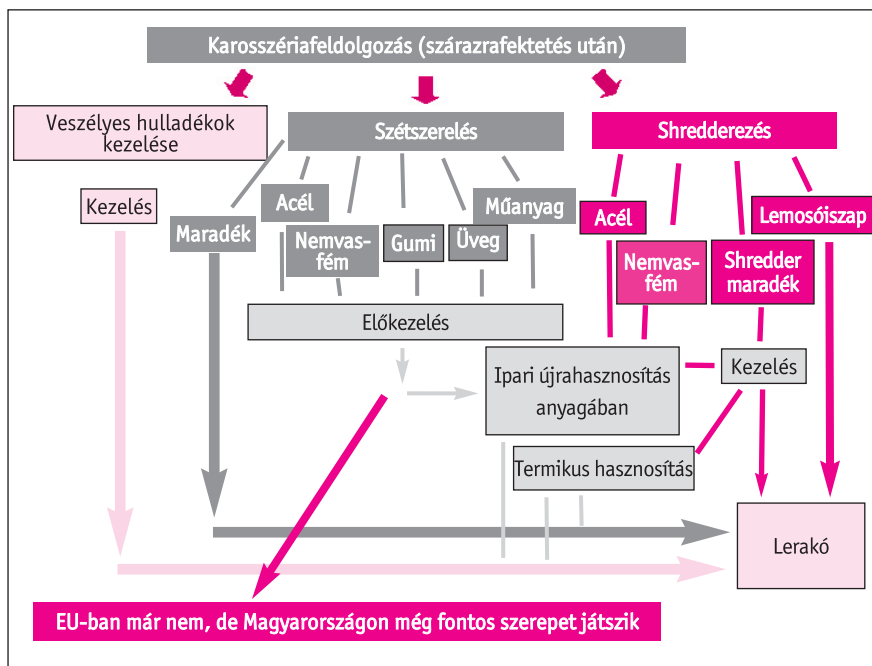 Karosszériafeldolgozás (szárazrafektetés után)
Veszélyes hulladékok
kezelése
Szétszerelés
Shredderezés
Kezelés
Maradék
Acél
Nemvas-
fém
Gumi
Üveg
Műanyag
Acél
Nemvas-
fém
Shredder
maradék
Lemosóiszap
Előkezelés
Ipari újrahasznosítás
anyagában
Kezelés
Termikus hasznosítás
Lerakó
EU-ban már nem, de Magyarországon még fontos szerepet játszik